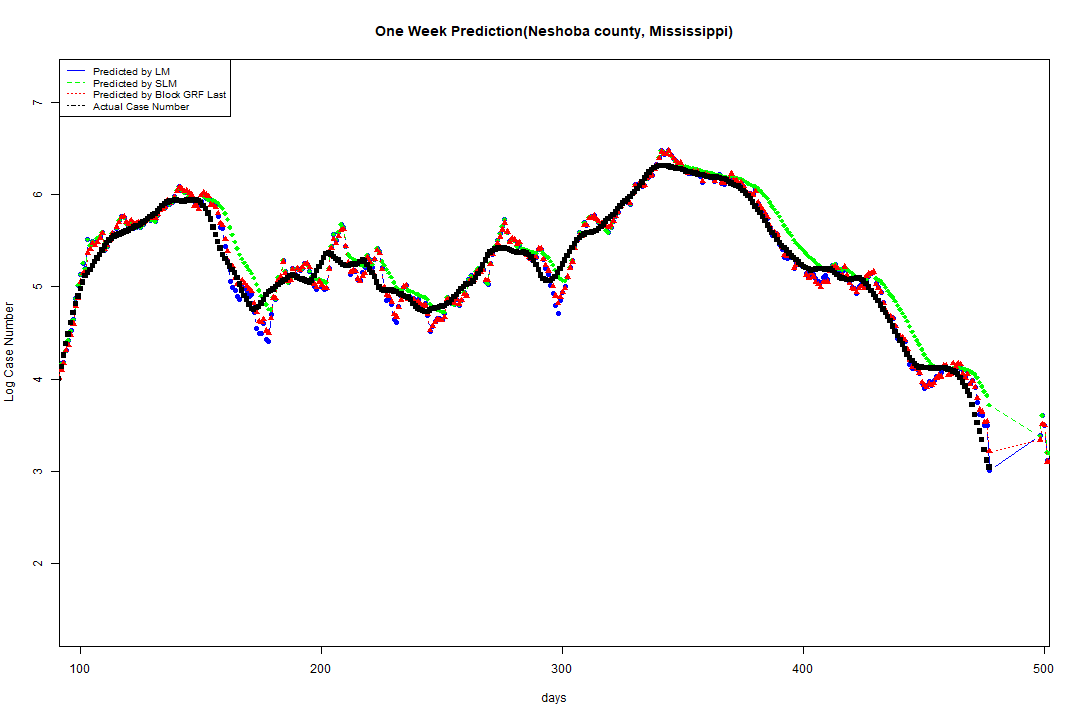 One Week Prediction(Neshoba county, Mississippi)
Predicted by LM
Predicted by SLM
Predicted by Block GRF Last
Actual Case Number
7
6
5
4
3
2
Log Case Number
100 200 300 400 500
days